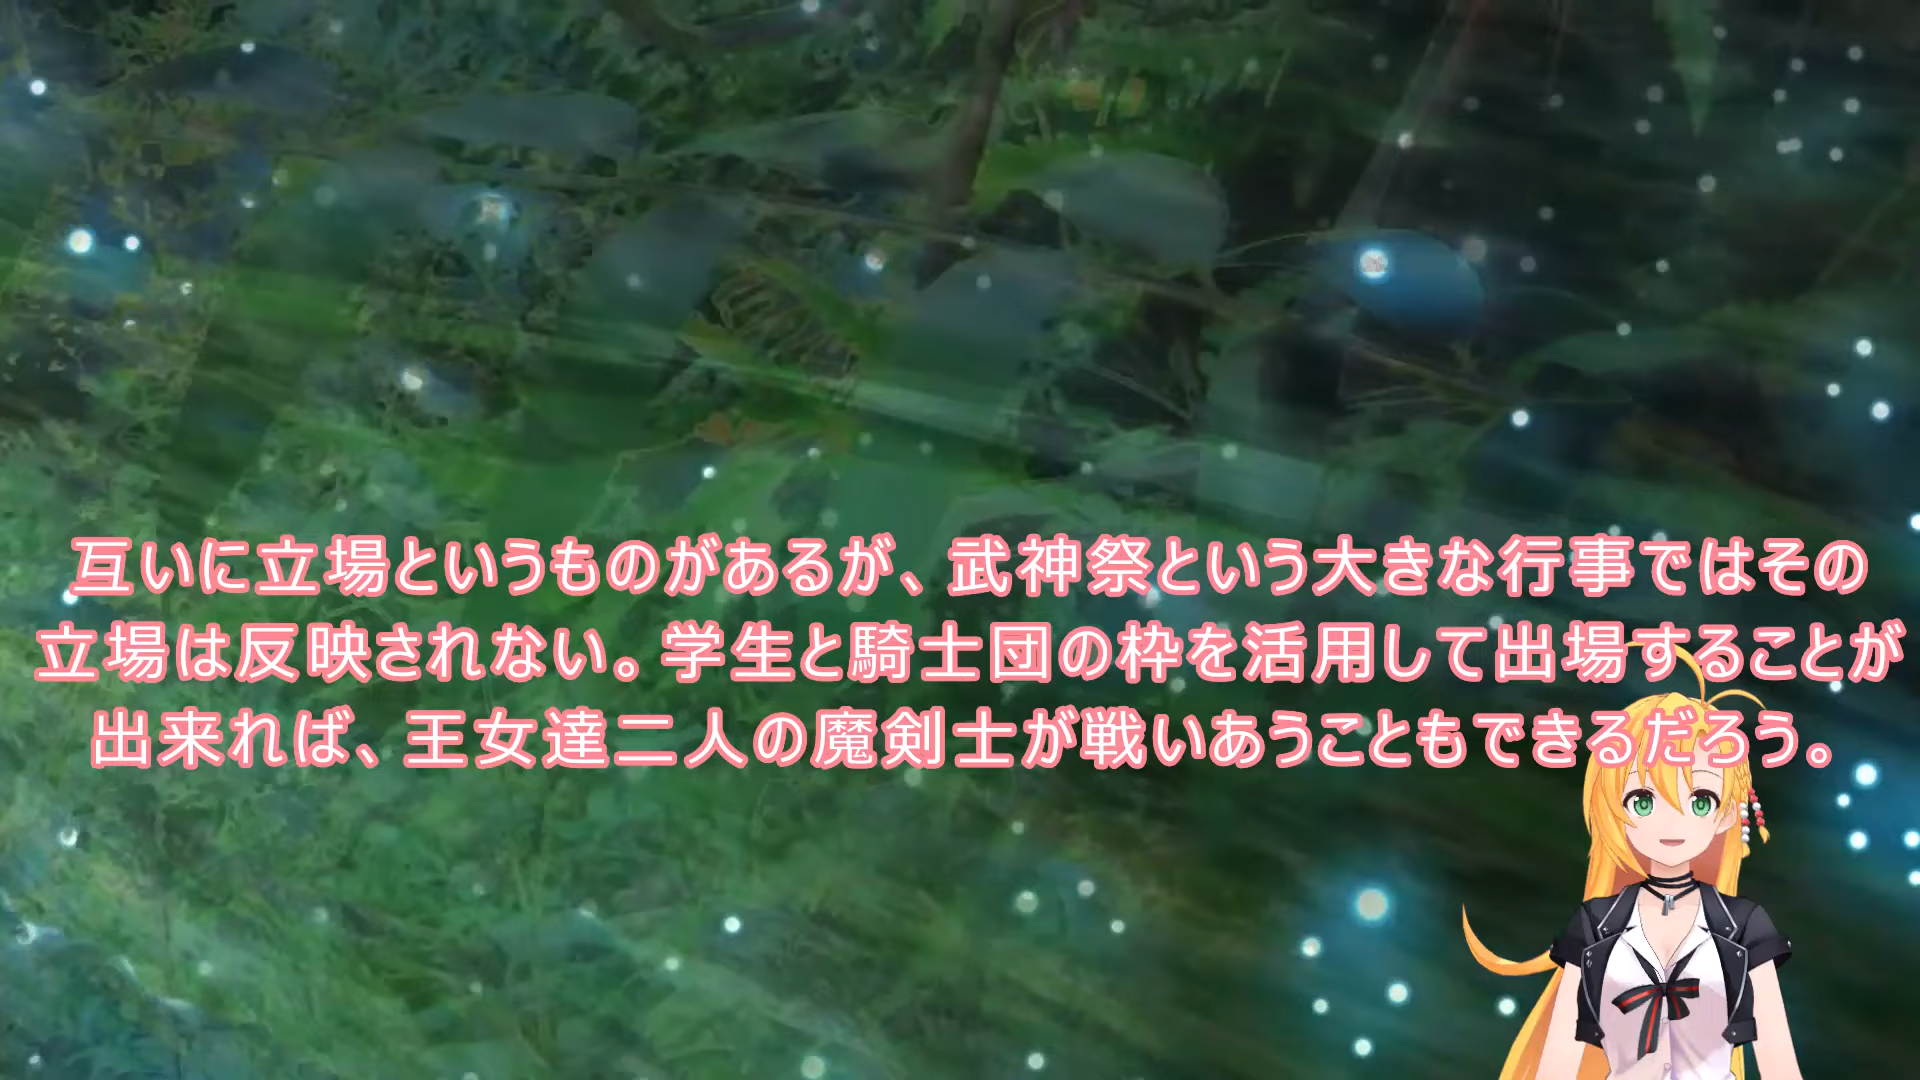 互いに立場というものがあるが、武神祭という大きな行事ではその
立場は反映されない。学生と騎士団の枠を活用して出場することが
出来れば、王女達二人の魔剣士が戦いあうこともできるだろう。